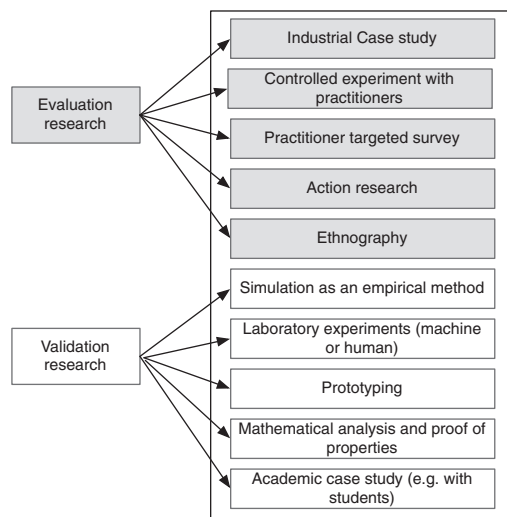 Evaluation
research
Industrial Case study
Controlled experiment with
practitioners
Practitioner targeted survey
Action research
Ethnography
Validation
research
Simulation as an empirical method
Laboratory experiments (machine
or human)
Prototyping
Mathematical analysis and proof of
properties
Academic case study (e.g. with
students)